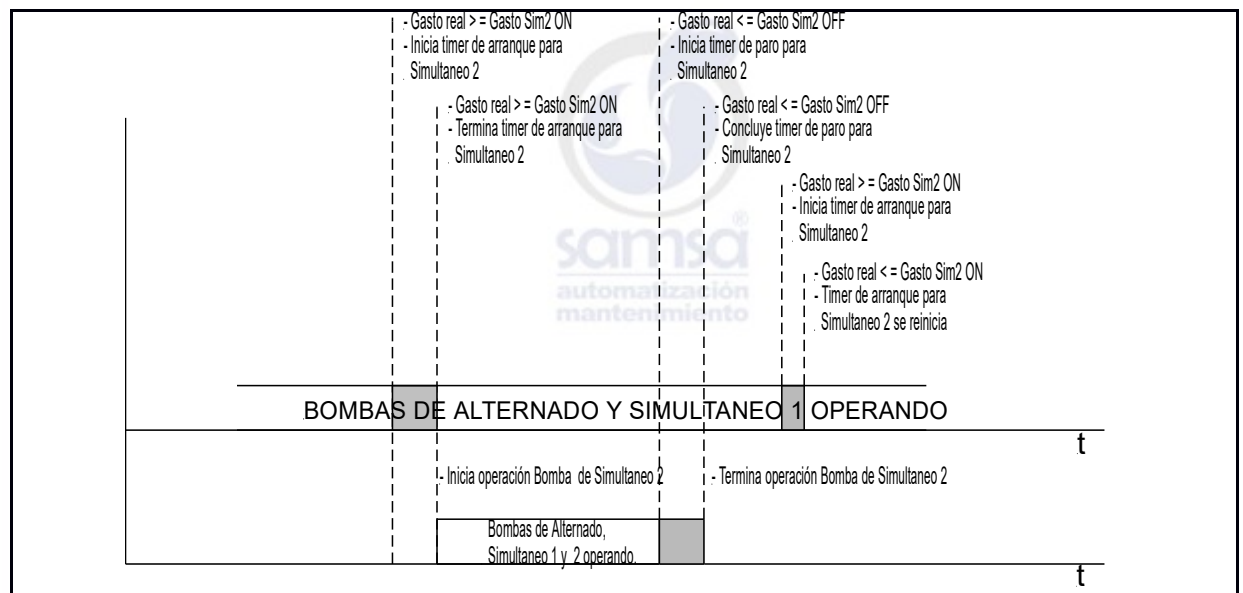 - Gasto real > = Gasto Sim2 ON
- Inicia timer de arranque para
Simultaneo 2
- Gasto real < = Gasto Sim2 OFF
- Inicia timer de paro para
Simultaneo 2
- Gasto real > = Gasto Sim2 ON
- Termina timer de arranque para
Simultaneo 2
- Gasto real < = Gasto Sim2 OFF
- Concluye timer de paro para
Simultaneo 2
- Gasto real > = Gasto Sim2 ON
- Inicia timer de arranque para
Simultaneo 2
- Gasto real < = Gasto Sim2 ON
- Timer de arranque para
Simultaneo 2 se reinicia
samsa®
automatización
mantenimiento
BOMBAS DE ALTERNADO Y SIMULTANEO 1 OPERANDO
t
- Inicia operación Bomba de Simultaneo 2
- Termina operación Bomba de Simultaneo 2
Bombas de Alternado,
Simultaneo 1 y 2 operando.
t